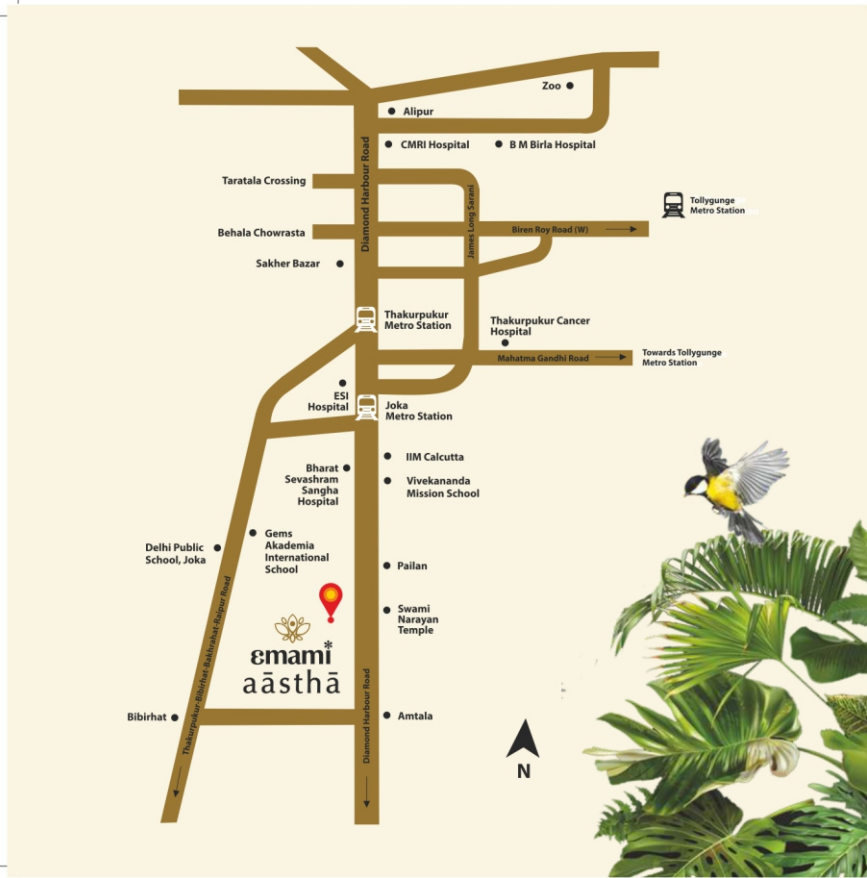 Zoo
Alipur
CMRI Hospital
B M Birla Hospital
Diamond Harbour Road
Taratala Crossing
James Long Sarani
Tollygunge
Metro Station
Behala Chowrasta
Biren Roy Road (W)
Sakher Bazar
Thakurpukur
Metro Station
Thakurpukur Cancer
Hospital
Mahatma Gandhi Road
Towards Tollygunge
Metro Station
ESI
Hospital
Joka
Metro Station
IIM Calcutta
Bharat
Sevashram
Sangha
Hospital
Vivekananda
Mission School
Gems
Akademia
International
School
Delhi Public
School, Joka
Pailan
Thakurpukur-Bibirhat-Bakhrahat-Raipur Road
Swami
Narayan
Temple
emami*
aāsthā
Diamond Harbour Road
Bibirhat
Amtala
N